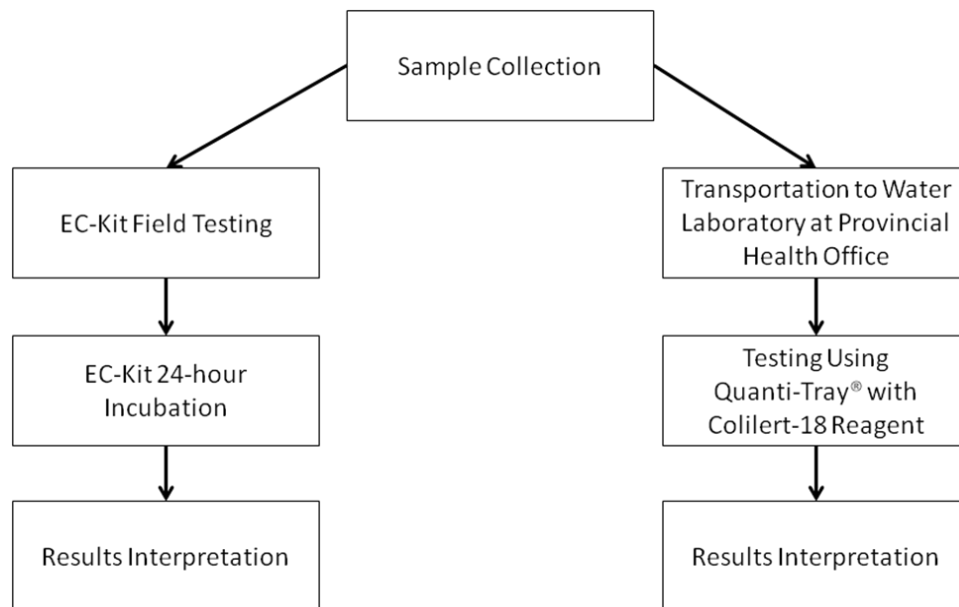 Sample Collection
EC-Kit Field Testing
EC-Kit 24-hour
Incubation
Results Interpretation
Transportation to Water
Laboratory at Provincial
Health Office
Testing Using
Quanti-Tray® with
Colilert-18 Reagent
Results Interpretation